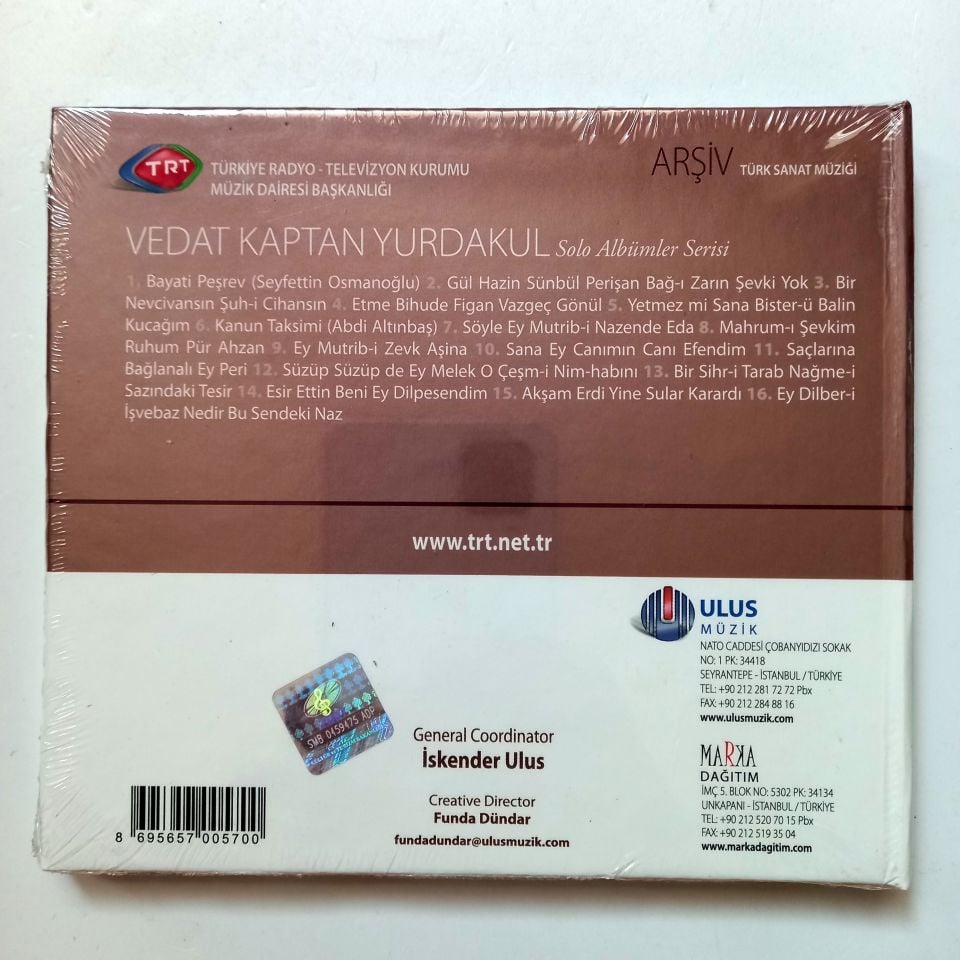 TRT
TÜRKİYE RADYO - TELEVİZYON KURUMU
MÜZİK DAİRESİ BAŞKANLIĞI
ARŞİV TÜRK SANAT MÜZİĞİ
VEDAT KAPTAN YURDAKUL Solo Albümler Serisi
1. Bayati Peşrev (Seyfettin Osmanoğlu) 2. Gül Hazin Sünbül Perişan Bağ-ı Zarın Şevki Yok 3. Bir
Nevcivansın Şuh-i Cihansın 4. Etme Bihude Figan Vazgeç Gönül 5. Yetmez mi Sana Bister-ü Balin
Kucağım 6. Kanun Taksimi (Abdi Altınbaş) 7. Söyle Ey Mutrib-i Nazende Eda 8. Mahrum-ı Şevkim
Ruhum Pür Ahzan 9. Ey Mutrib-i Zevk Aşina 10. Sana Ey Canımın Canı Efendim 11. Saçlarına
Bağlanalı Ey Peri 12. Süzüp Süzüp de Ey Melek O Çeşm-i Nim-habını 13. Bir Sihr-i Tarab Nağme-i
Sazındaki Tesir 14. Esir Ettin Beni Ey Dilpesendim 15. Akşam Erdi Yine Sular Karardı 16. Ey Dilber-i
İşvebaz Nedir Bu Sendeki Naz
www.trt.net.tr
ULUS
MÜZİK
NATO CADDESİ ÇOBANYIDIZI SOKAK
NO: 1 PK: 34418
SEYRANTEPE - İSTANBUL / TÜRKİYE
TEL: +90 212 281 72 72 Pbx
FAX: +90 212 284 88 16
www.ulusmuzik.com
SMB 0459475 ADP
General Coordinator
İskender Ulus
Creative Director
Funda Dündar
fundadundar@ulusmuzik.com
MARKA
DAĞITIM
İMÇ 5. BLOK NO: 5302 PK: 34134
UNKAPANI - İSTANBUL / TÜRKİYE
TEL: +90 212 520 70 15 Pbx
FAX: +90 212 519 35 04
www.markadagitim.com
8 695657 005700